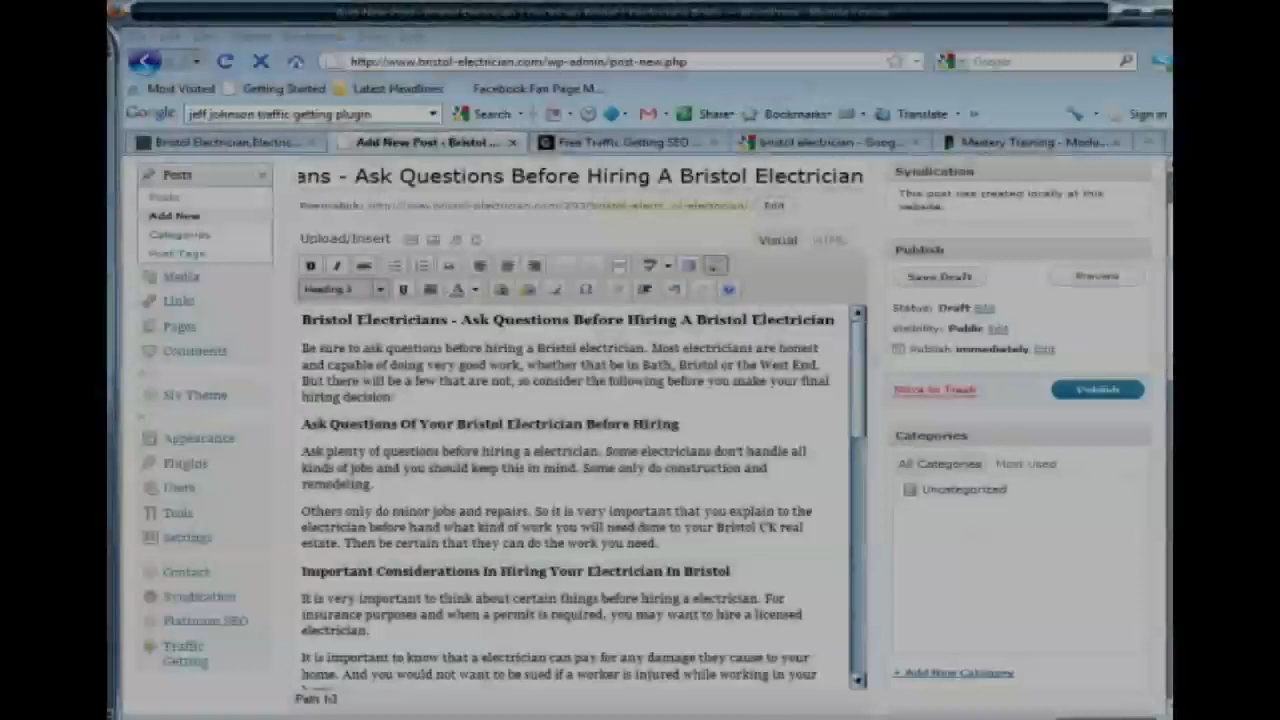 http://www.bristol-electrician.com/wp-admin/post-new.php
Google
Most Visited Getting Started Latest Headlines Facebook Fan Page M...
Google jeff johnson traffic getting plugin Search Share Bookmarks Translate Sign in
Bristol Electrician,Electric... Add New Post - Bristol ... Free Traffic Getting SEO bristol electrician - Goog... Mastery Training - Modu...
Posts
Posts
Add New
Categories
Post Tags
Media
Links
Pages
Comments
My Theme
Appearance
Plugins
Users
Tools
Settings
Contact
Syndication
Platinum SEO
Traffic
Getting
ans - Ask Questions Before Hiring A Bristol Electrician
Permalink: Edit
Upload/Insert Visual HTML
Heading 3
Bristol Electricians - Ask Questions Before Hiring A Bristol Electrician
Be sure to ask questions before hiring a Bristol electrician. Most electricians are honest
and capable of doing very good work, whether that be in Bath, Bristol or the West End.
But there will be a few that are not, so consider the following before you make your final
hiring decision:
Ask Questions Of Your Bristol Electrician Before Hiring
Ask plenty of questions before hiring a electrician. Some electricians don't handle all
kinds of jobs and you should keep this in mind. Some only do construction and
remodeling.
Others only do minor jobs and repairs. So it is very important that you explain to the
electrician before hand what kind of work you will need done to your Bristol UK real
estate. Then be certain that they can do the work you need.
Important Considerations In Hiring Your Electrician In Bristol
It is very important to think about certain things before hiring a electrician. For
insurance purposes and when a permit is required, you may want to hire a licensed
electrician.
It is important to know that a electrician can pay for any damage they cause to your
home. And you would not want to be sued if a worker is injured while working in your
Path: h3
Syndication
This post was created locally at this
website.
Publish
Save Draft Preview
Status: Draft Edit
Visibility: Public Edit
Publish immediately Edit
Move to Trash Publish
Categories
All Categories Most Used
Uncategorized
+ Add New Category